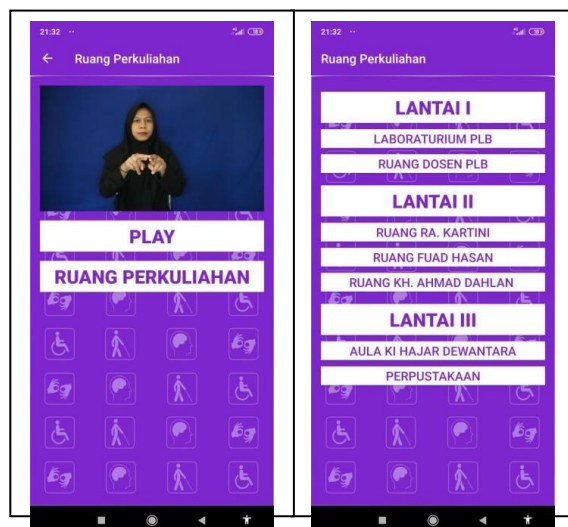 21:32
Ruang Perkuliahan
PLAY
RUANG PERKULIAHAN
21:32
Ruang Perkuliahan
LANTAI I
LABORATURIUM PLB
RUANG DOSEN PLB
LANTAI II
RUANG RA. KARTINI
RUANG FUAD HASAN
RUANG KH. AHMAD DAHLAN
LANTAI III
AULA KI HAJAR DEWANTARA
PERPUSTAKAAN